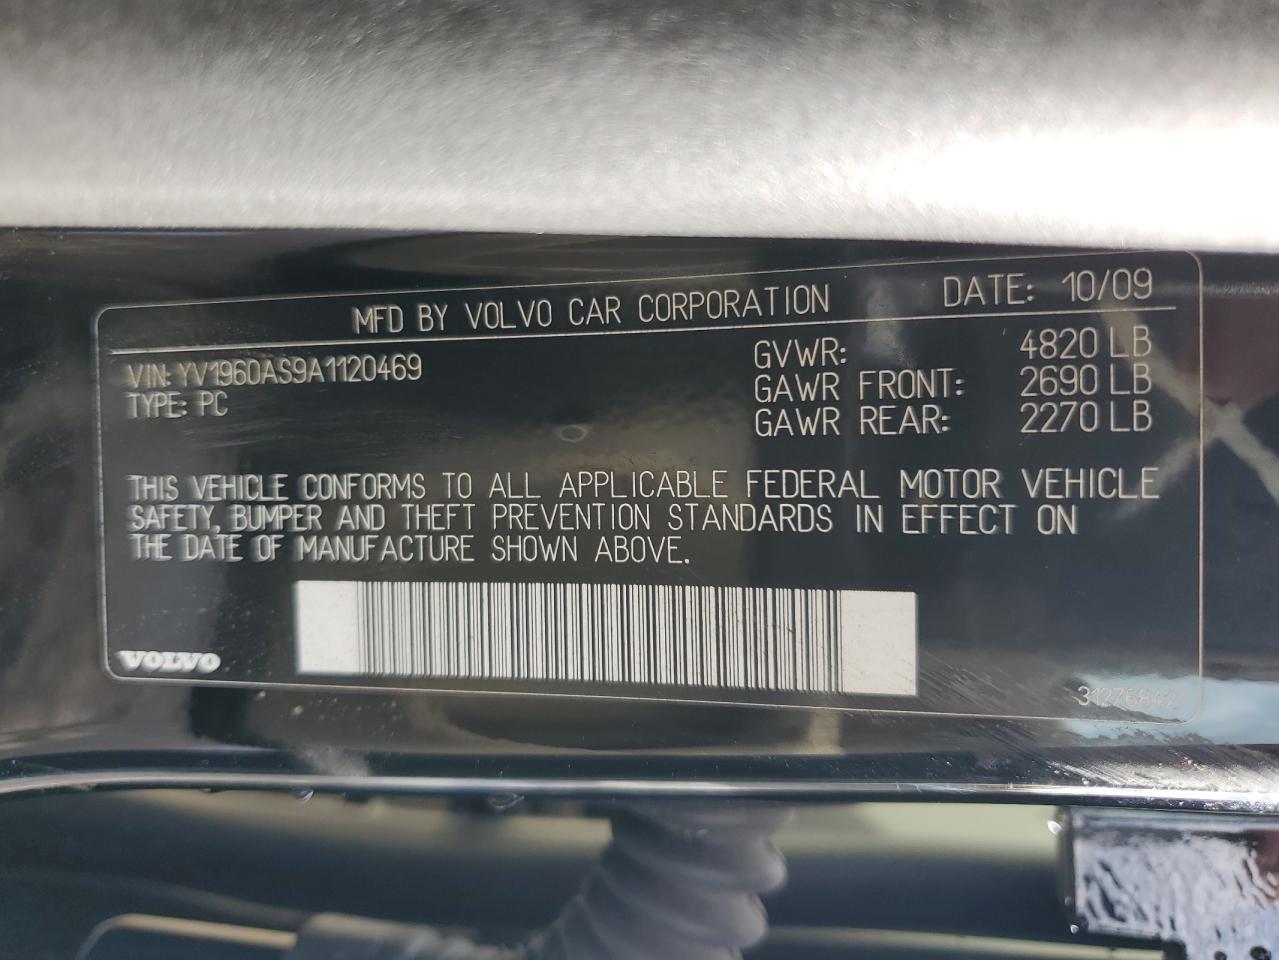 MFD BY VOLVO CAR CORPORATION DATE: 10/09
VIN: YV1960AS9A1120469 GVWR: 4820 LB
TYPE: PC GAWR FRONT: 2690 LB
GAWR REAR: 2270 LB
THIS VEHICLE CONFORMS TO ALL APPLICABLE FEDERAL MOTOR VEHICLE
SAFETY, BUMPER AND THEFT PREVENTION STANDARDS IN EFFECT ON
THE DATE OF MANUFACTURE SHOWN ABOVE.
VOLVO
31276842